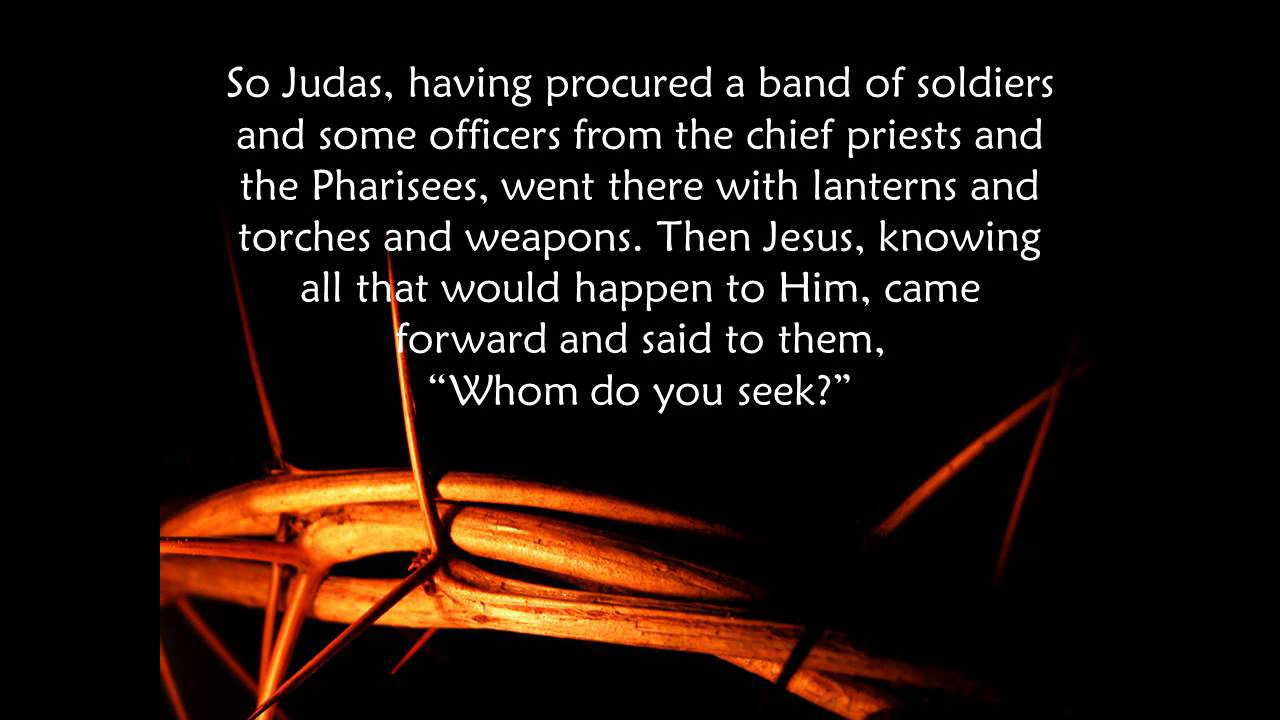 So Judas, having procured a band of soldiers
and some officers from the chief priests and
the Pharisees, went there with lanterns and
torches and weapons. Then Jesus, knowing
all that would happen to Him, came
forward and said to them,
“Whom do you seek?”